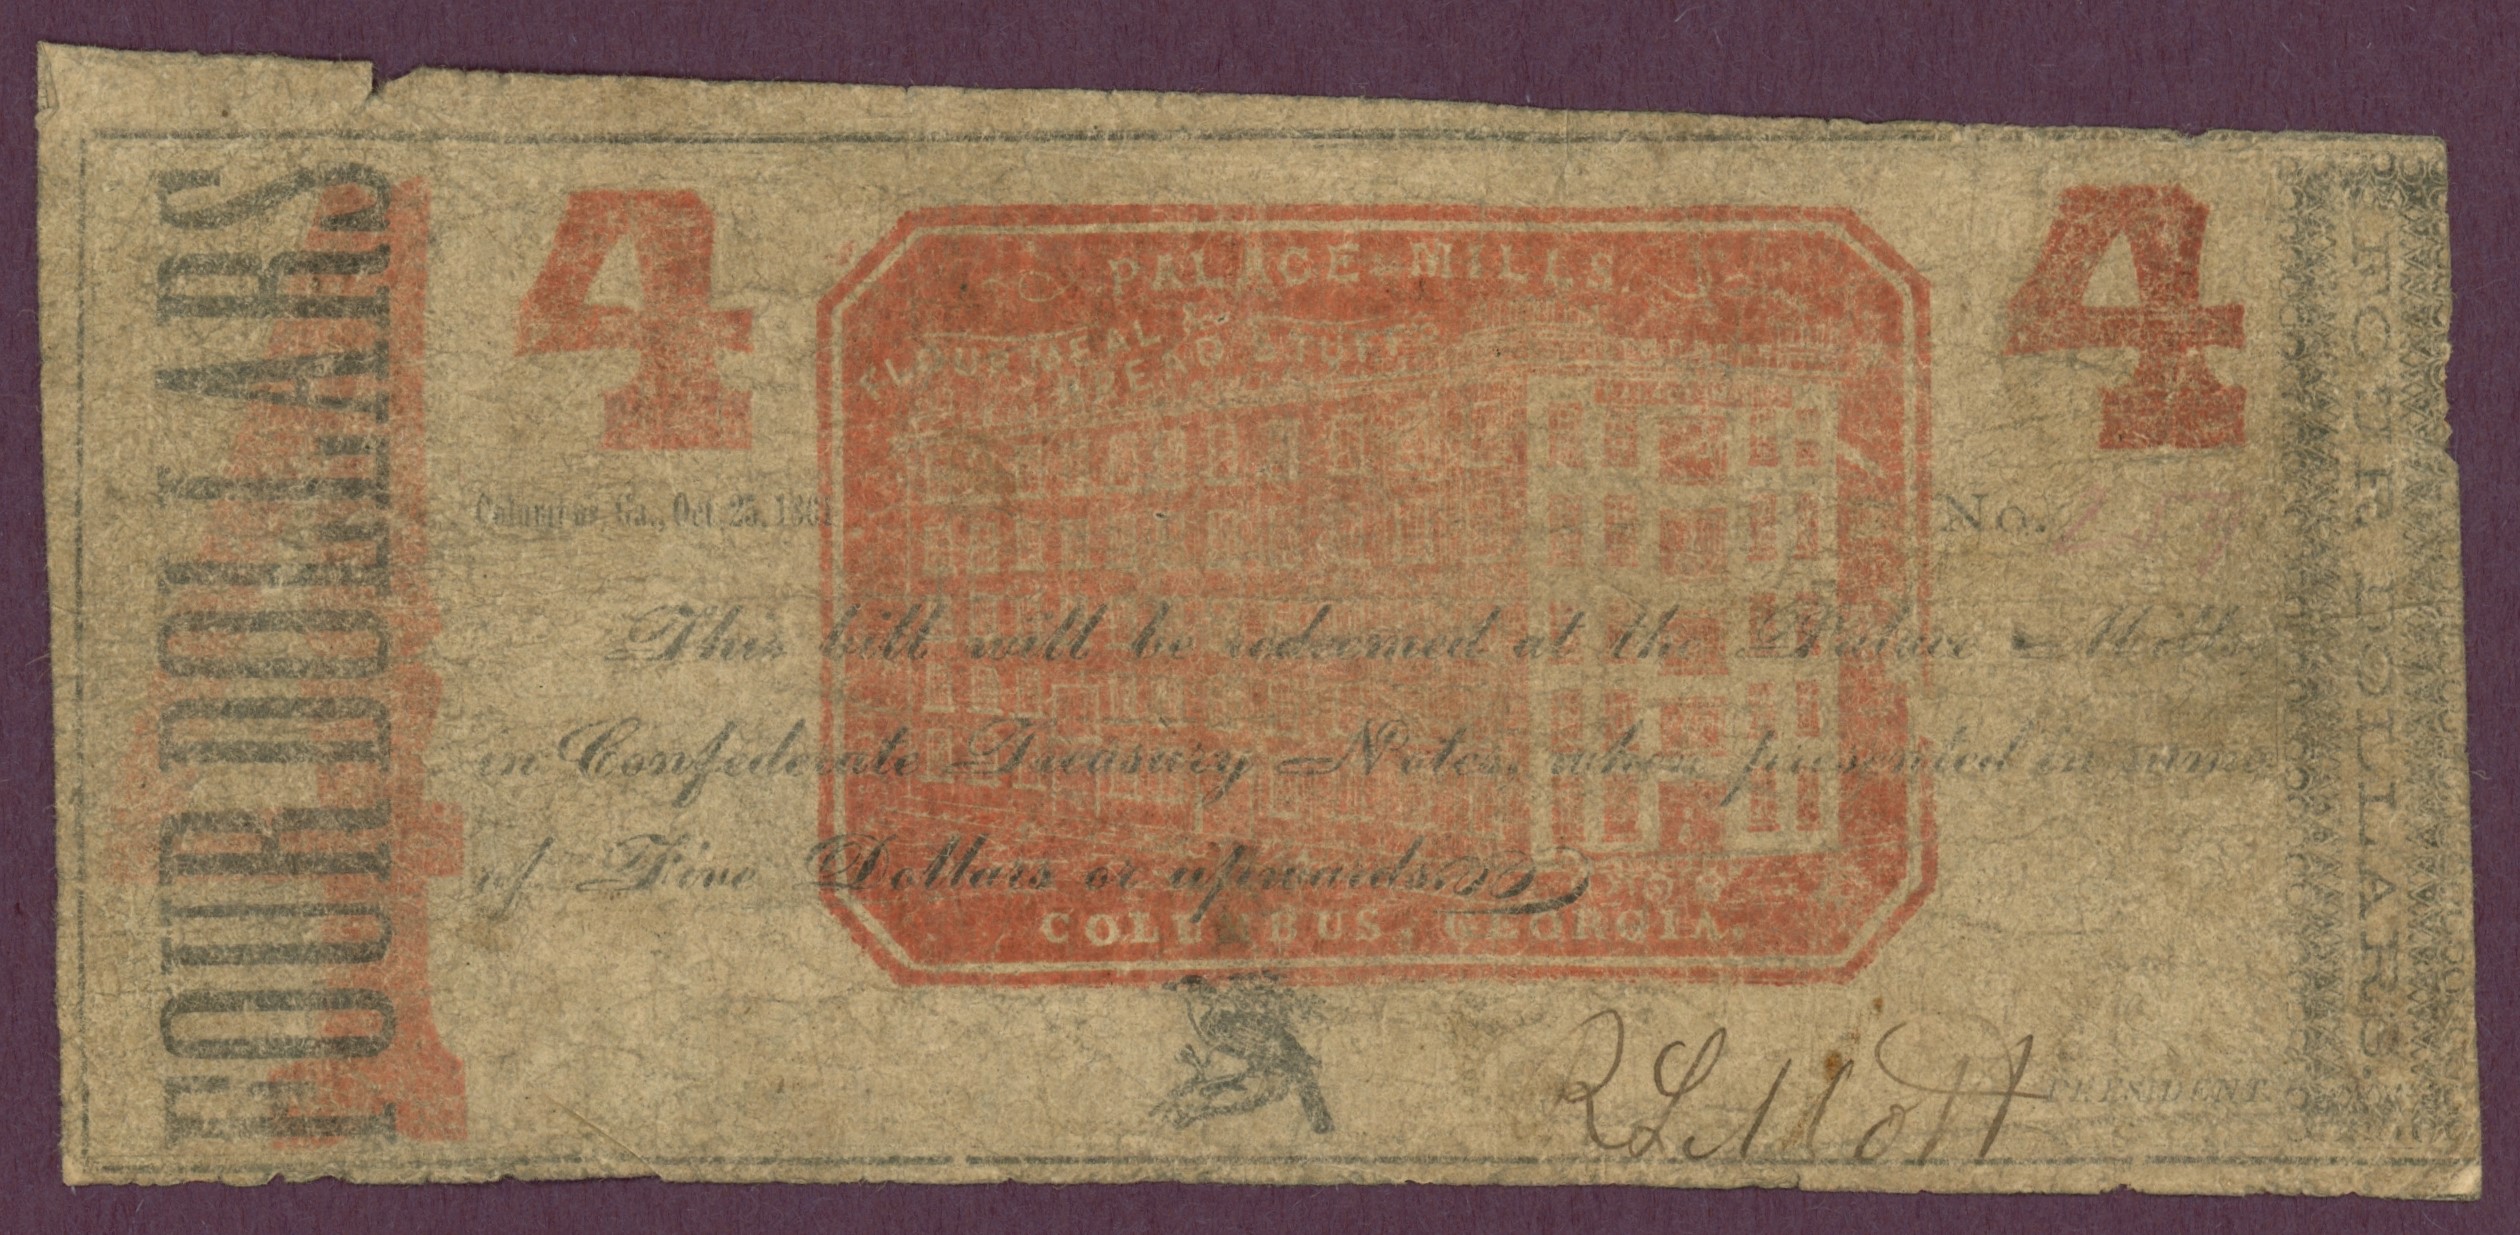 FOUR DOLLARS
4
4
4
PALACE MILLS
FLOUR MEAL &
BREAD STUFFS
Columbus, Ga., Oct. 25, 1861
No.
This bill will be redeemed at the Palace Mills
in Confederate Treasury Notes, when presented in sums
of Five Dollars or upwards.
COLUMBUS, GEORGIA.
R L Mott
PRESIDENT.
FOUR DOLLARS.